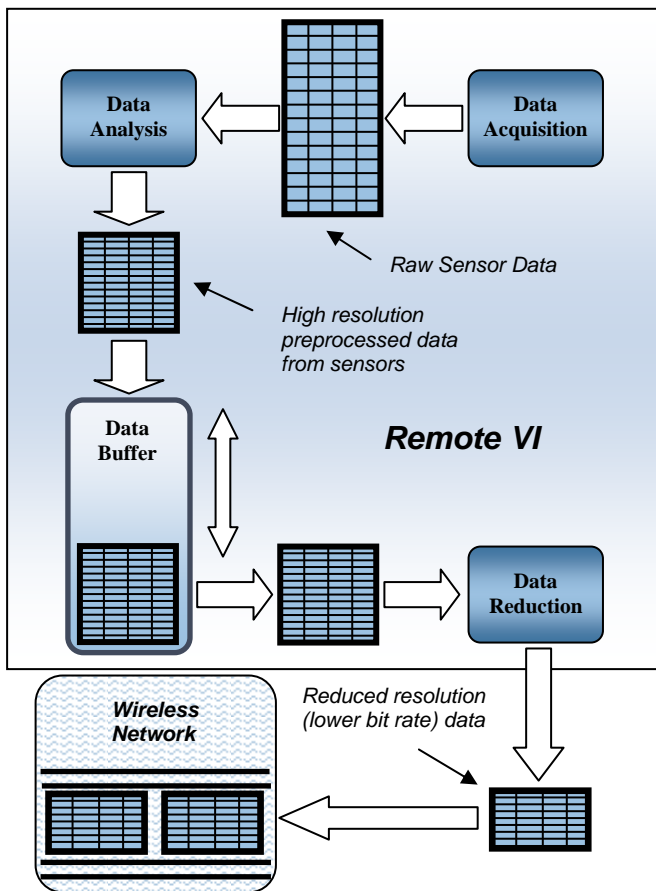 Data
Analysis
Data
Acquisition
Raw Sensor Data
High resolution
preprocessed data
from sensors
Data
Buffer
Remote VI
Data
Reduction
Wireless
Network
Reduced resolution
(lower bit rate) data